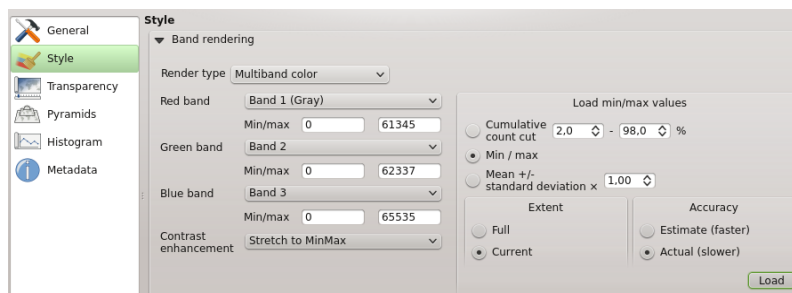 General
Style
Transparency
Pyramids
Histogram
Metadata
Style
Band rendering
Render type Multiband color
Red band Band 1 (Gray)
Min/max 0 61345
Green band Band 2
Min/max 0 62337
Blue band Band 3
Min/max 0 65535
Contrast
enhancement Stretch to MinMax
Load min/max values
Cumulative
count cut 2,0 - 98,0 %
Min / max
Mean +/-
standard deviation × 1,00
Extent
Full
Current
Accuracy
Estimate (faster)
Actual (slower)
Load